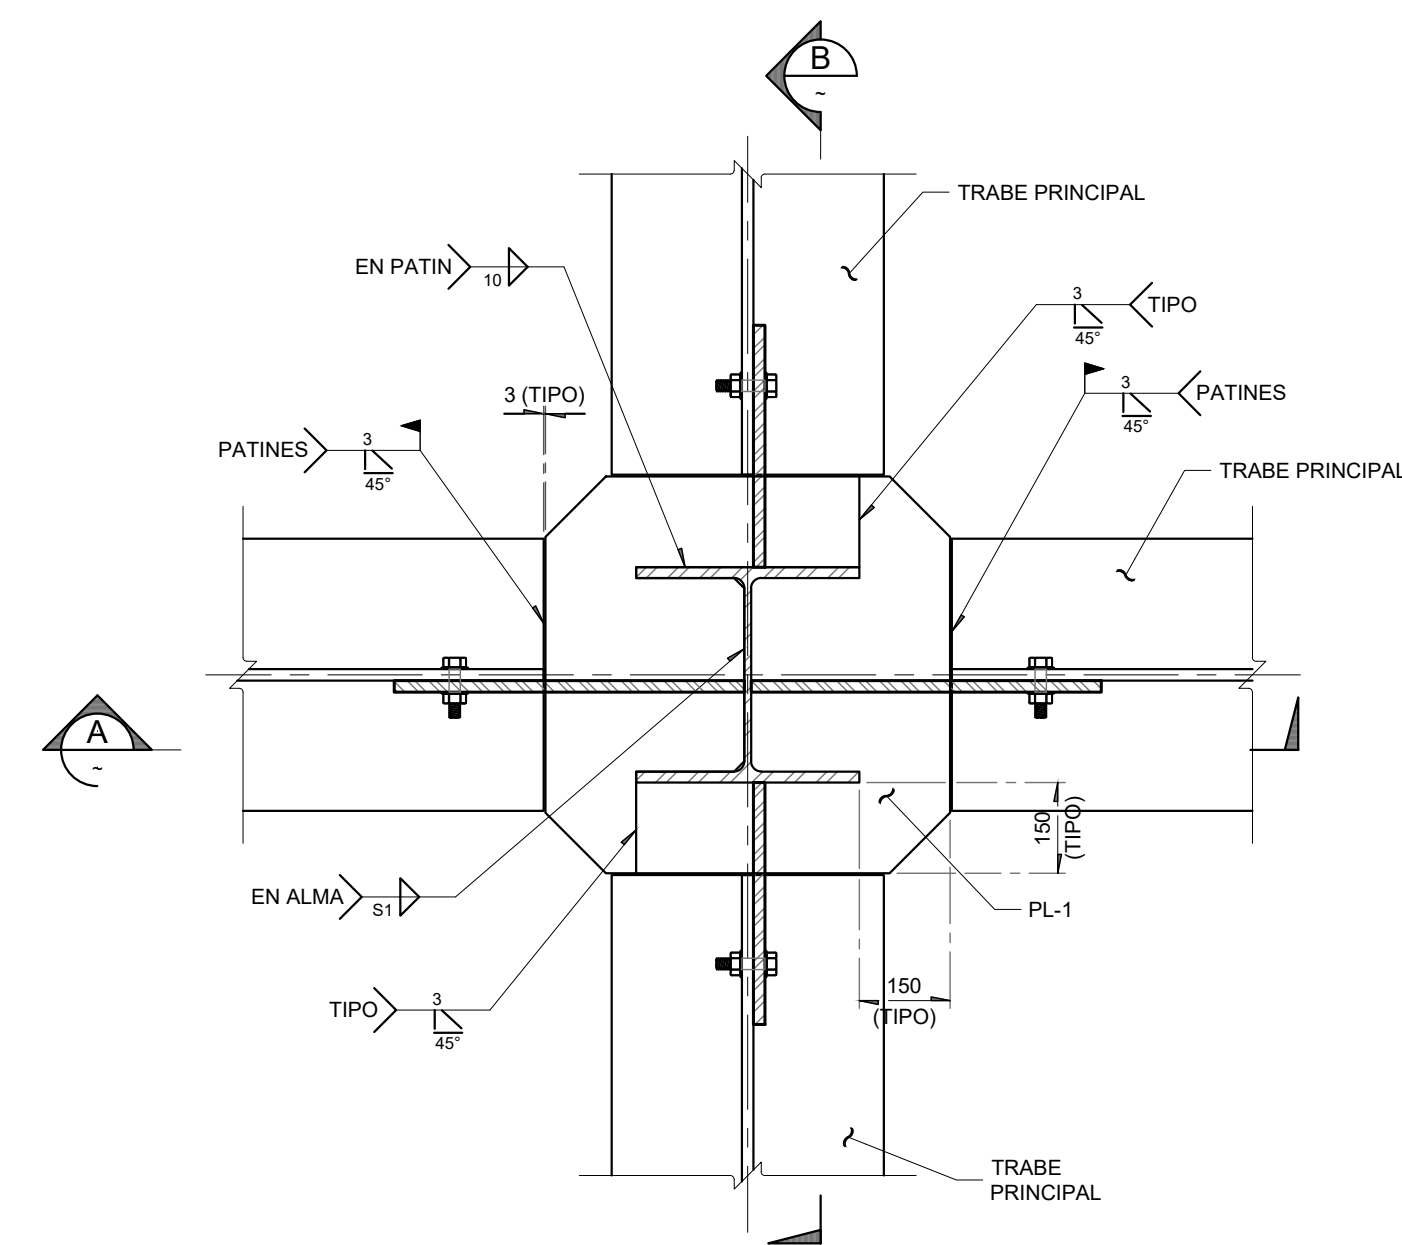 B
~
TRABE PRINCIPAL
EN PATIN
10
3
TIPO
45°
3 (TIPO)
3
PATINES
45°
PATINES
3
45°
TRABE PRINCIPAL
A
~
150
(TIPO)
EN ALMA
S1
PL-1
150
(TIPO)
TIPO
3
45°
TRABE
PRINCIPAL